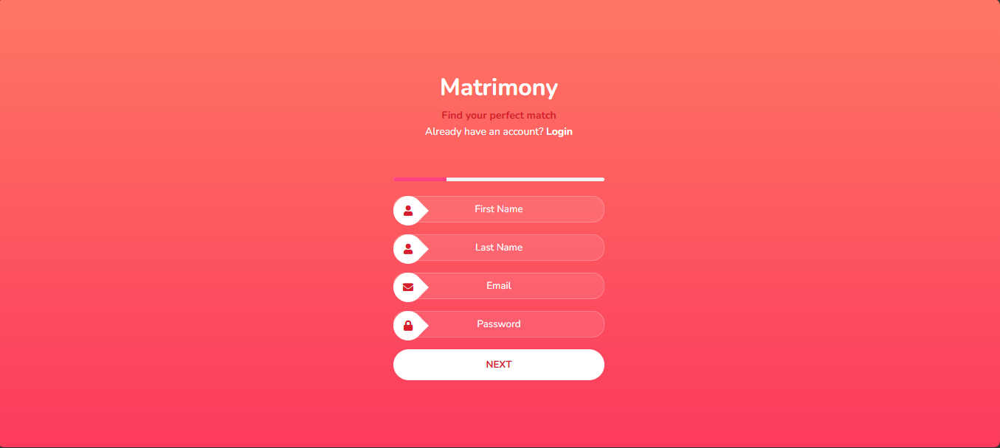 Matrimony
Find your perfect match
Already have an account? Login
First Name
Last Name
Email
Password
NEXT